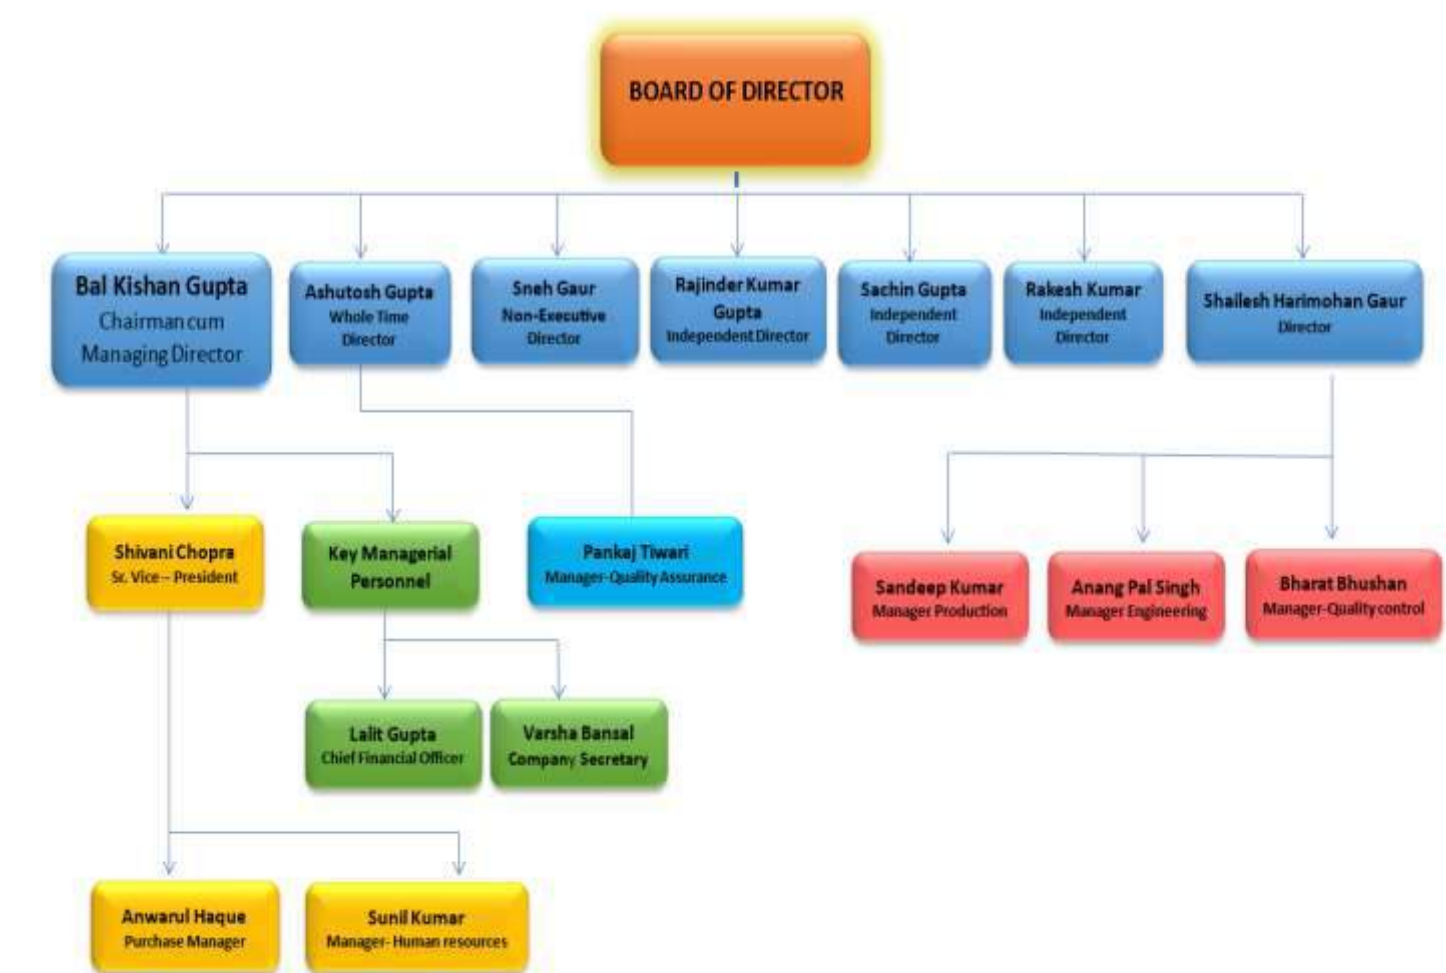 BOARD OF DIRECTOR
Bal Kishan Gupta
Chairman cum
Managing Director
Ashutosh Gupta
Whole Time
Director
Sneh Gaur
Non-Executive
Director
Rajinder Kumar
Gupta
Independent Director
Sachin Gupta
Independent
Director
Rakesh Kumar
Independent
Director
Shailesh Harimohan Gaur
Director
Shivani Chopra
Sr. Vice – President
Key Managerial
Personnel
Pankaj Tiwari
Manager-Quality Assurance
Sandeep Kumar
Manager Production
Anang Pal Singh
Manager Engineering
Bharat Bhushan
Manager-Quality control
Lalit Gupta
Chief Financial Officer
Varsha Bansal
Company Secretary
Anwarul Haque
Purchase Manager
Sunil Kumar
Manager- Human resources